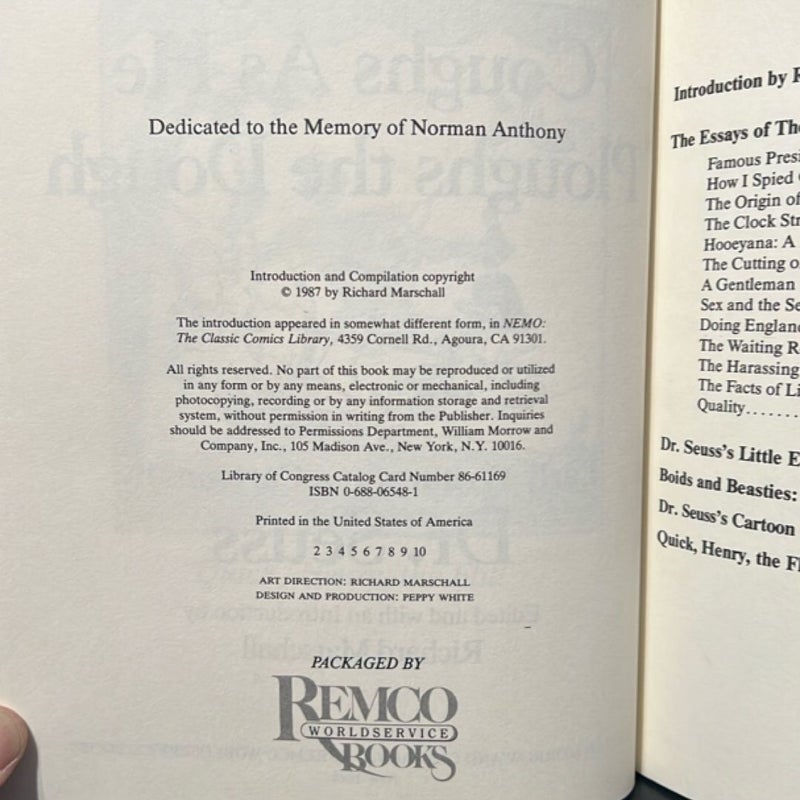 Dedicated to the Memory of Norman Anthony
Introduction and Compilation copyright
© 1987 by Richard Marschall
The introduction appeared in somewhat different form, in NEMO:
The Classic Comics Library, 4359 Cornell Rd., Agoura, CA 91301.
All rights reserved. No part of this book may be reproduced or utilized
in any form or by any means, electronic or mechanical, including
photocopying, recording or by any information storage and retrieval
system, without permission in writing from the Publisher. Inquiries
should be addressed to Permissions Department, William Morrow and
Company, Inc., 105 Madison Ave., New York, N.Y. 10016.
Library of Congress Catalog Card Number 86-61169
ISBN 0-688-06548-1
Printed in the United States of America
2 3 4 5 6 7 8 9 10
ART DIRECTION: RICHARD MARSCHALL
DESIGN AND PRODUCTION: PEPPY WHITE
PACKAGED BY
REMCO
WORLDSERVICE
BOOKS
Introduction by
The Essays of
Famous
How I Spied
The Origin of
The Clock
Hooeyana: A
The Cutting
A Gentleman
Sex and the
Doing
The Waiting
The Harassing
The Facts of
Quality.......
Dr. Seuss's Little
Boids and Beasties:
Dr. Seuss's Cartoon
Quick, Henry, the